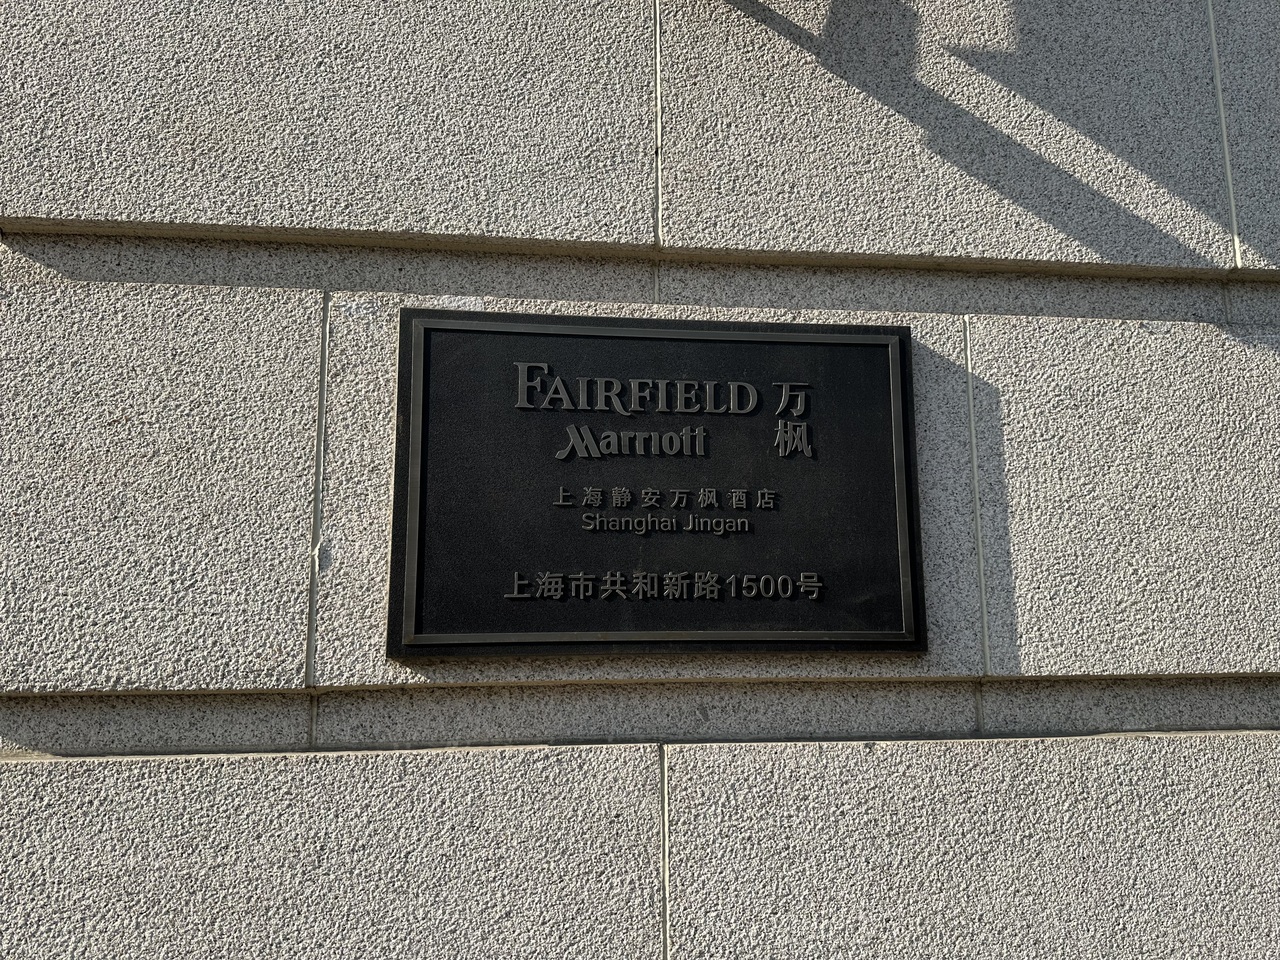 FAIRFIELD 万枫
Marriott
上海静安万枫酒店
Shanghai Jingan
上海市共和新路1500号